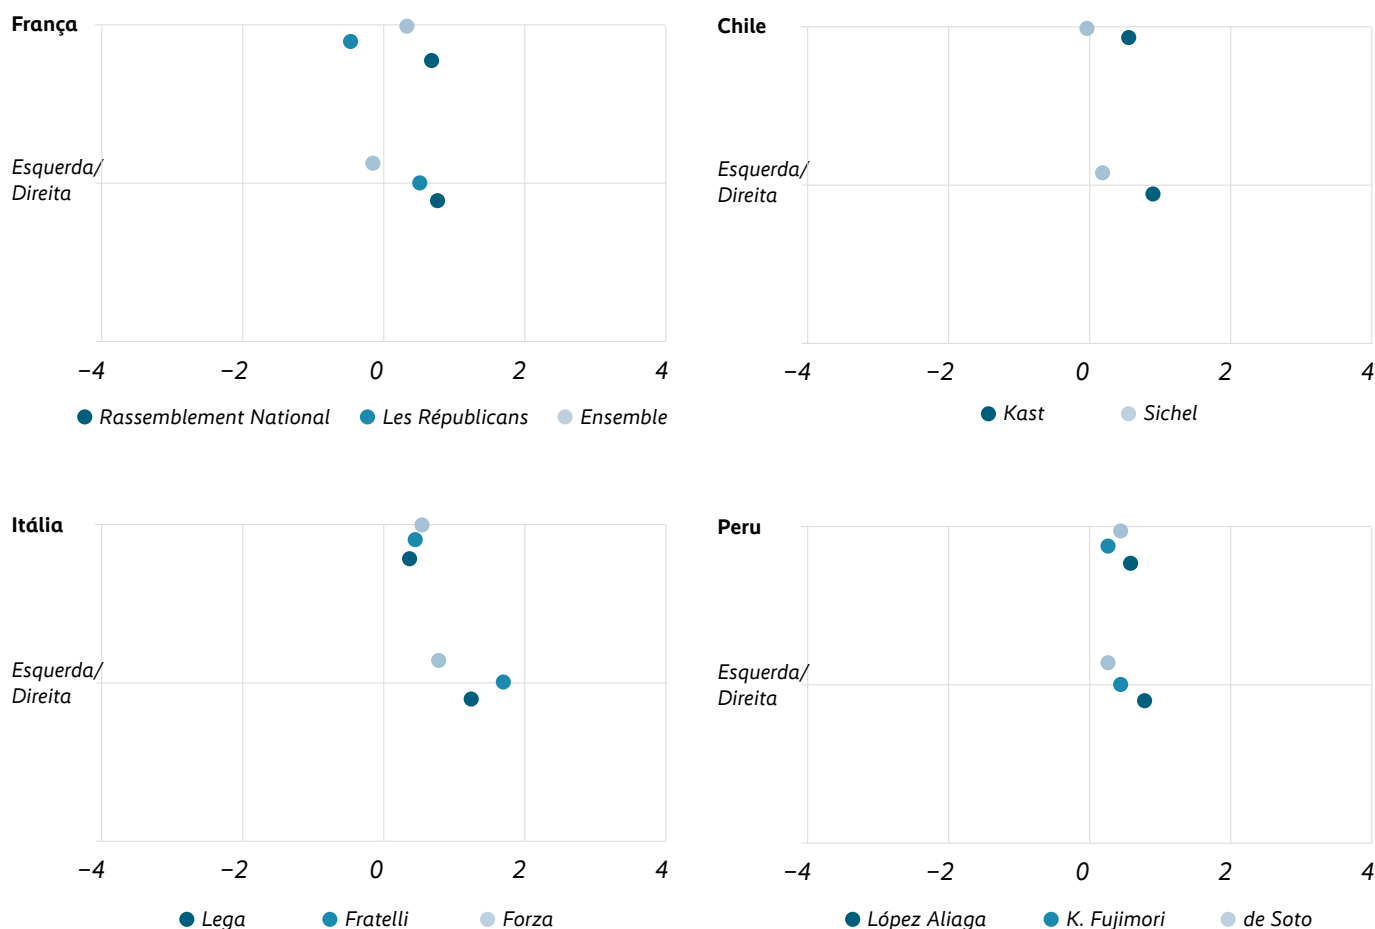 França
Esquerda/
Direita
−4 −2 0 2 4
Rassemblement National Les Républicans Ensemble
Chile
Esquerda/
Direita
−4 −2 0 2 4
Kast Sichel
Itália
Esquerda/
Direita
−4 −2 0 2 4
Lega Fratelli Forza
Peru
Esquerda/
Direita
−4 −2 0 2 4
López Aliaga K. Fujimori de Soto